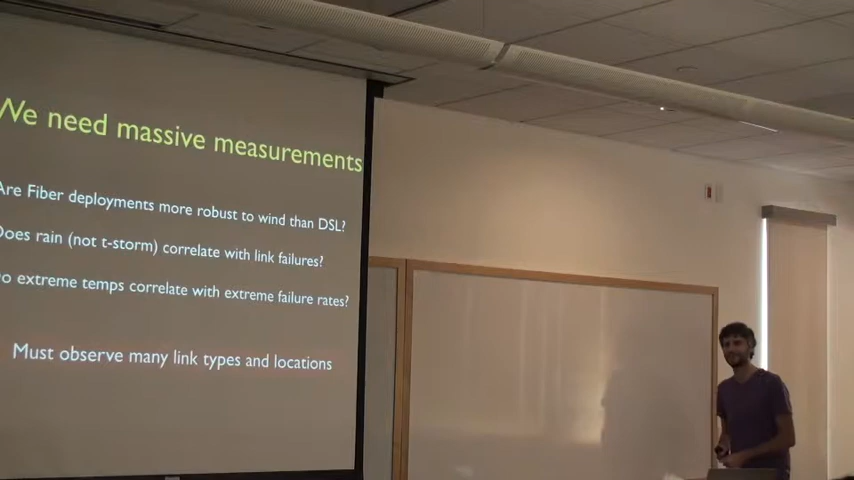 We need massive measurements
Are Fiber deployments more robust to wind than DSL?
Does rain (not t-storm) correlate with link failures?
Do extreme temps correlate with extreme failure rates?
Must observe many link types and locations